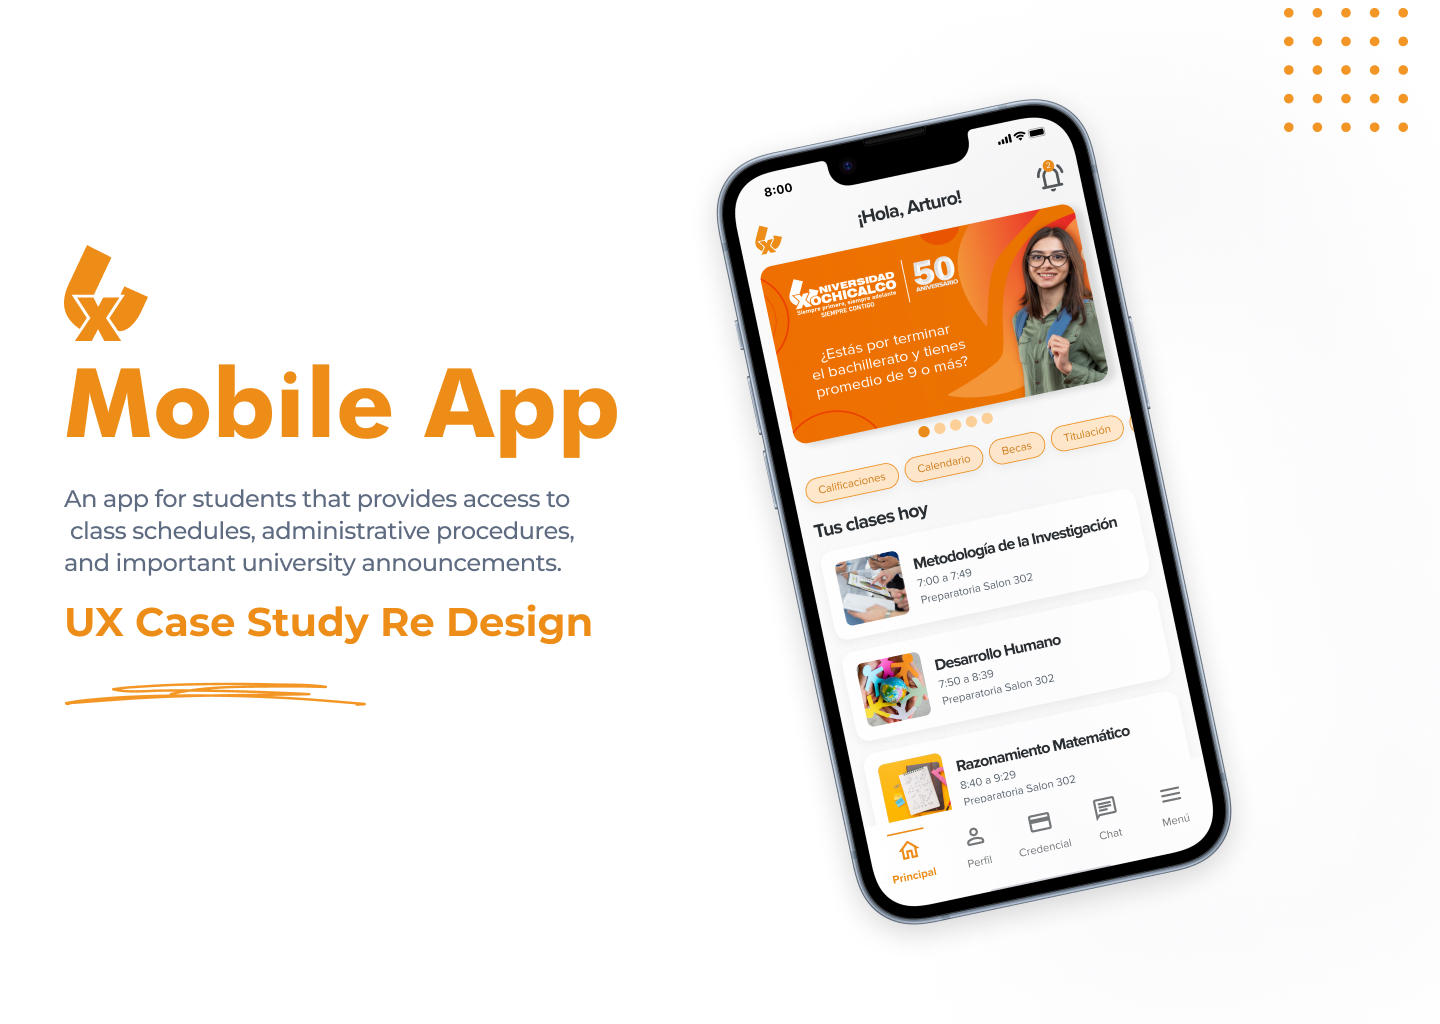 Mobile App
An app for students that provides access to
class schedules, administrative procedures,
and important university announcements.
UX Case Study Re Design
8:00
2
¡Hola, Arturo!
UNIVERSIDAD
XOCHICALCO
Siempre primero, siempre adelante
SIEMPRE CONTIGO
50
ANIVERSARIO
¿Estás por terminar
el bachillerato y tienes
promedio de 9 o más?
Calificaciones
Calendario
Becas
Titulación
Tus clases hoy
Metodología de la Investigación
7:00 a 7:49
Preparatoria Salon 302
Desarrollo Humano
7:50 a 8:39
Preparatoria Salon 302
Razonamiento Matemático
8:40 a 9:29
Preparatoria Salon 302
Principal
Perfil
Credencial
Chat
Menú